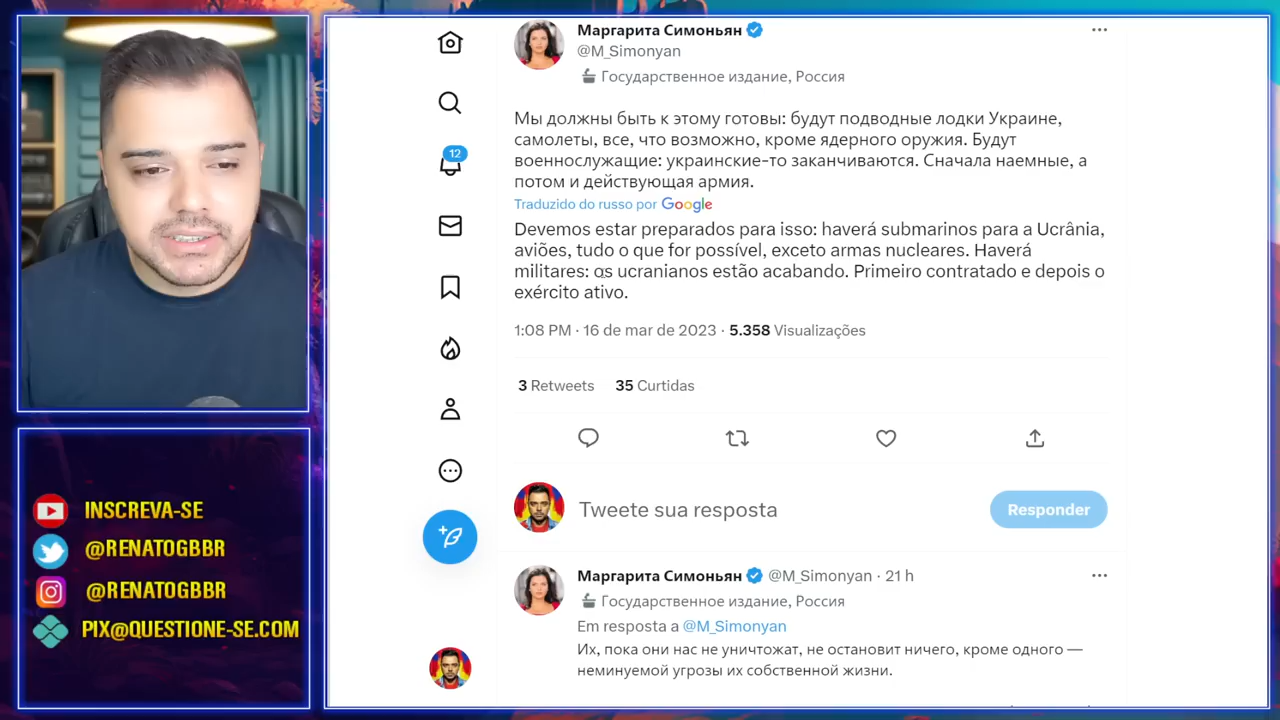 Маргарита Симоньян
@M_Simonyan
Государственное издание, Россия
Мы должны быть к этому готовы: будут подводные лодки Украине,
самолеты, все, что возможно, кроме ядерного оружия. Будут
военнослужащие: украинские-то заканчиваются. Сначала наемные, а
потом и действующая армия.
Traduzido do russo por Google
Devemos estar preparados para isso: haverá submarinos para a Ucrânia,
aviões, tudo o que for possível, exceto armas nucleares. Haverá
militares: os ucranianos estão acabando. Primeiro contratado e depois o
exército ativo.
1:08 PM · 16 de mar de 2023 · 5.358 Visualizações
3 Retweets 35 Curtidas
12
Tweete sua resposta
Responder
Маргарита Симоньян @M_Simonyan · 21 h
Государственное издание, Россия
Em resposta a @M_Simonyan
Их, пока они нас не уничтожат, не остановит ничего, кроме одного —
неминуемой угрозы их собственной жизни.
INSCREVA-SE
@RENATOGBBR
@RENATOGBBR
PIX@QUESTIONE-SE.COM